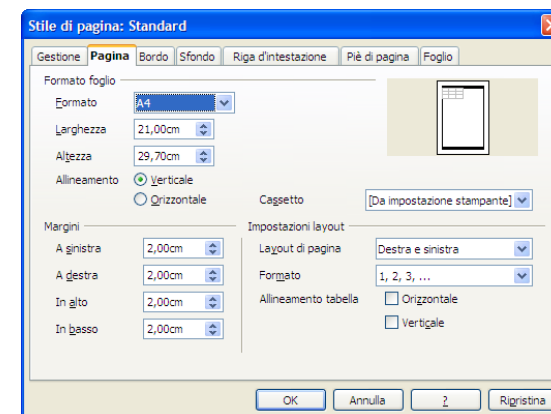 Stile di pagina: Standard
Gestione Pagina Bordo Sfondo Riga d'intestazione Piè di pagina Foglio
Formato foglio
Formato A4
Larghezza 21,00cm
Altezza 29,70cm
Allineamento Verticale
Orizzontale Cassetto [Da impostazione stampante]
Margini Impostazioni layout
A sinistra 2,00cm Layout di pagina Destra e sinistra
A destra 2,00cm Formato 1, 2, 3, ...
In alto 2,00cm Allineamento tabella Orizzontale
Verticale
In basso 2,00cm
OK Annulla ? Ripristina